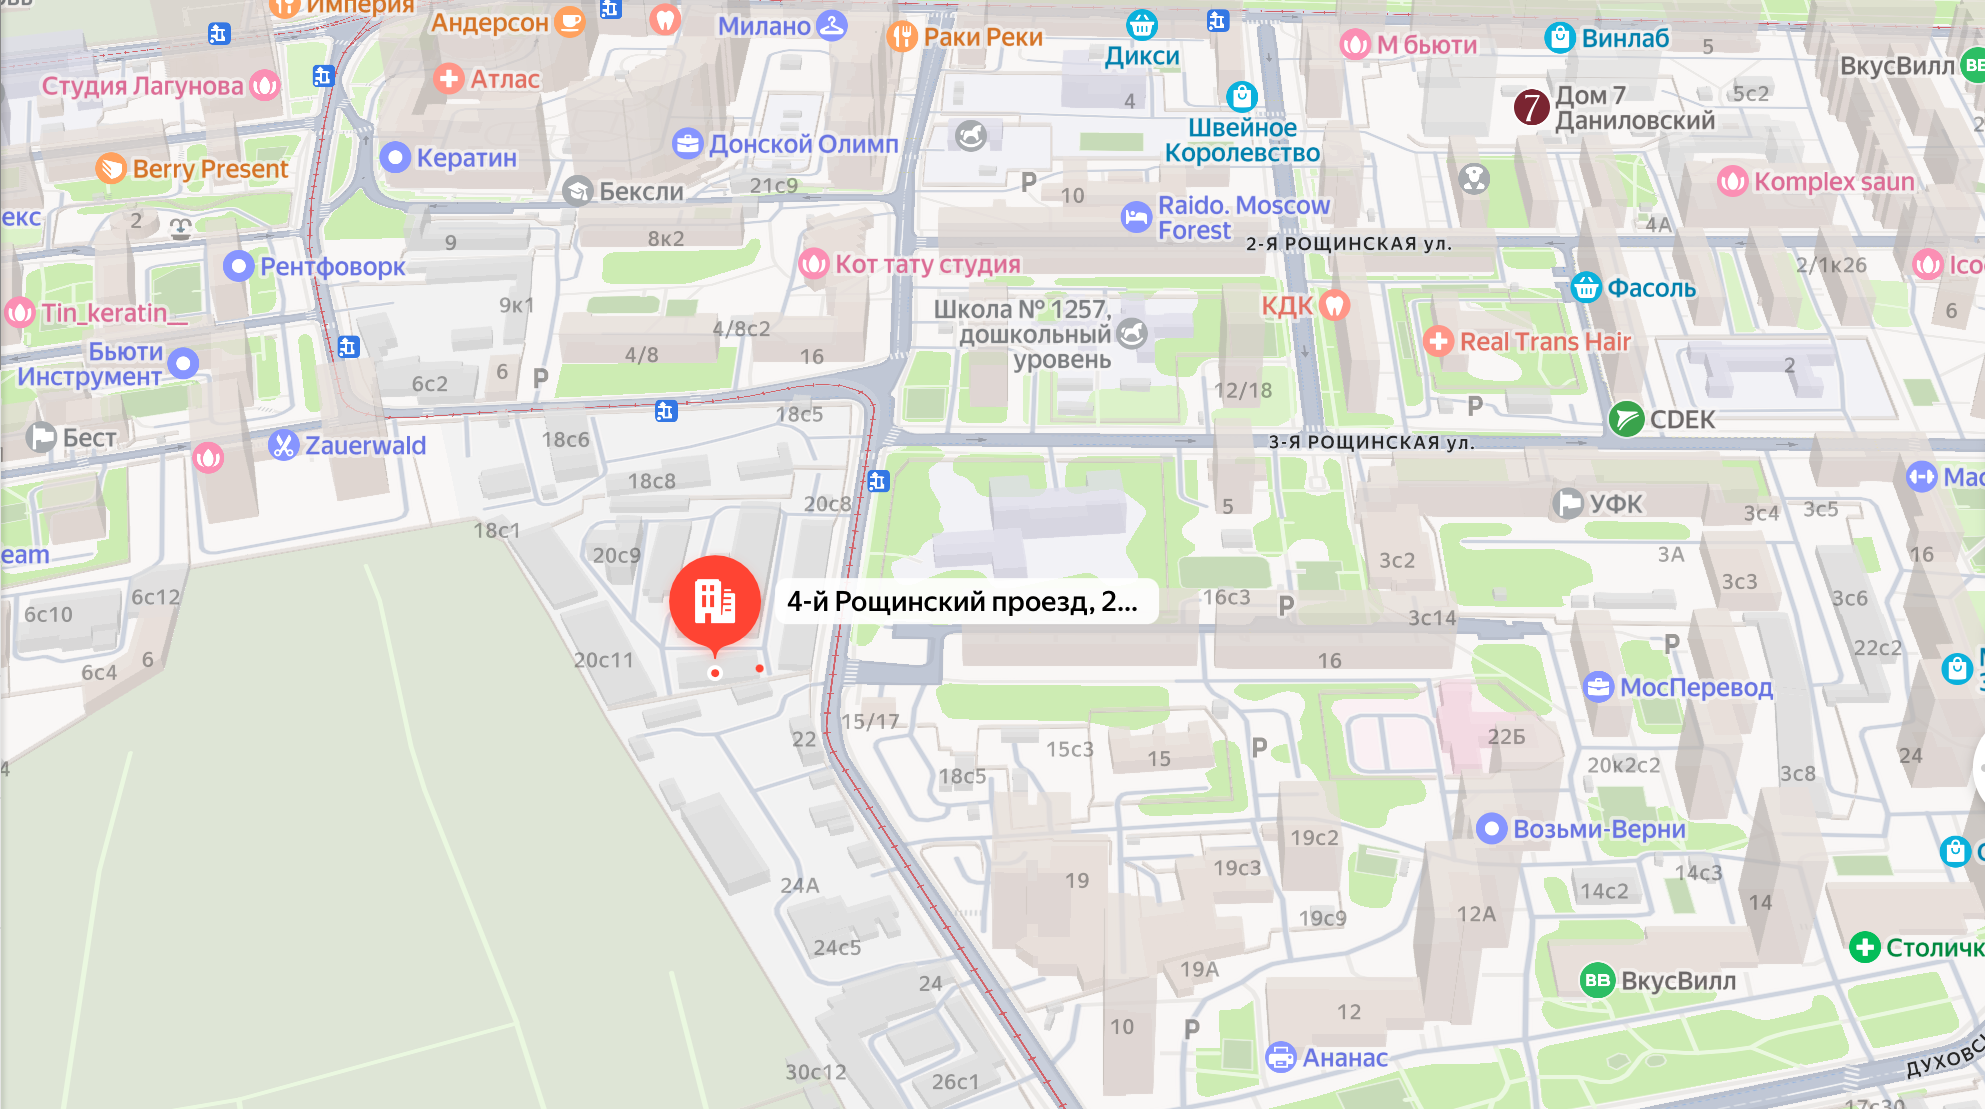 Империя
Андерсон
Милано
Раки Реки
Дикси
М бьюти
Винлаб
5
ВкусВилл
Студия Лагунова
Атлас
4
Швейное
Королевство
7
Дом 7
Даниловский
5с2
Berry Present
Кератин
Донской Олимп
Бексли
21с9
P
10
Raido. Moscow
Forest
Komplex saun
4А
екс
2
9
8к2
2-Я РОЩИНСКАЯ ул.
Рентфоворк
Кот тату студия
2/1к26
Tin_keratin__
9к1
Школа № 1257,
дошкольный
уровень
КДК
Фасоль
6
Бьюти
Инструмент
4/8с2
4/8
16
Real Trans Hair
2
6с2
6
P
12/18
P
CDEK
18с5
Бест
Zauerwald
18с6
3-Я РОЩИНСКАЯ ул.
18с8
20с8
5
УФК
3с4
3с5
18с1
eam
20с9
3с2
3А
3с3
16
6с12
6с10
4-й Рощинский проезд, 2...
16с3
P
3с14
3с6
6с4
6
20с11
16
P
22с2
МосПеревод
15/17
22
15с3
15
P
22Б
24
18с5
20к2с2
3с8
19с2
Возьми-Верни
24А
19
19с3
14с3
14с2
14
24с5
19с9
12А
Столичк
24
19А
ВВ
ВкусВилл
10
P
12
Ананас
30с12
26с1
ДУХОВС
17с30